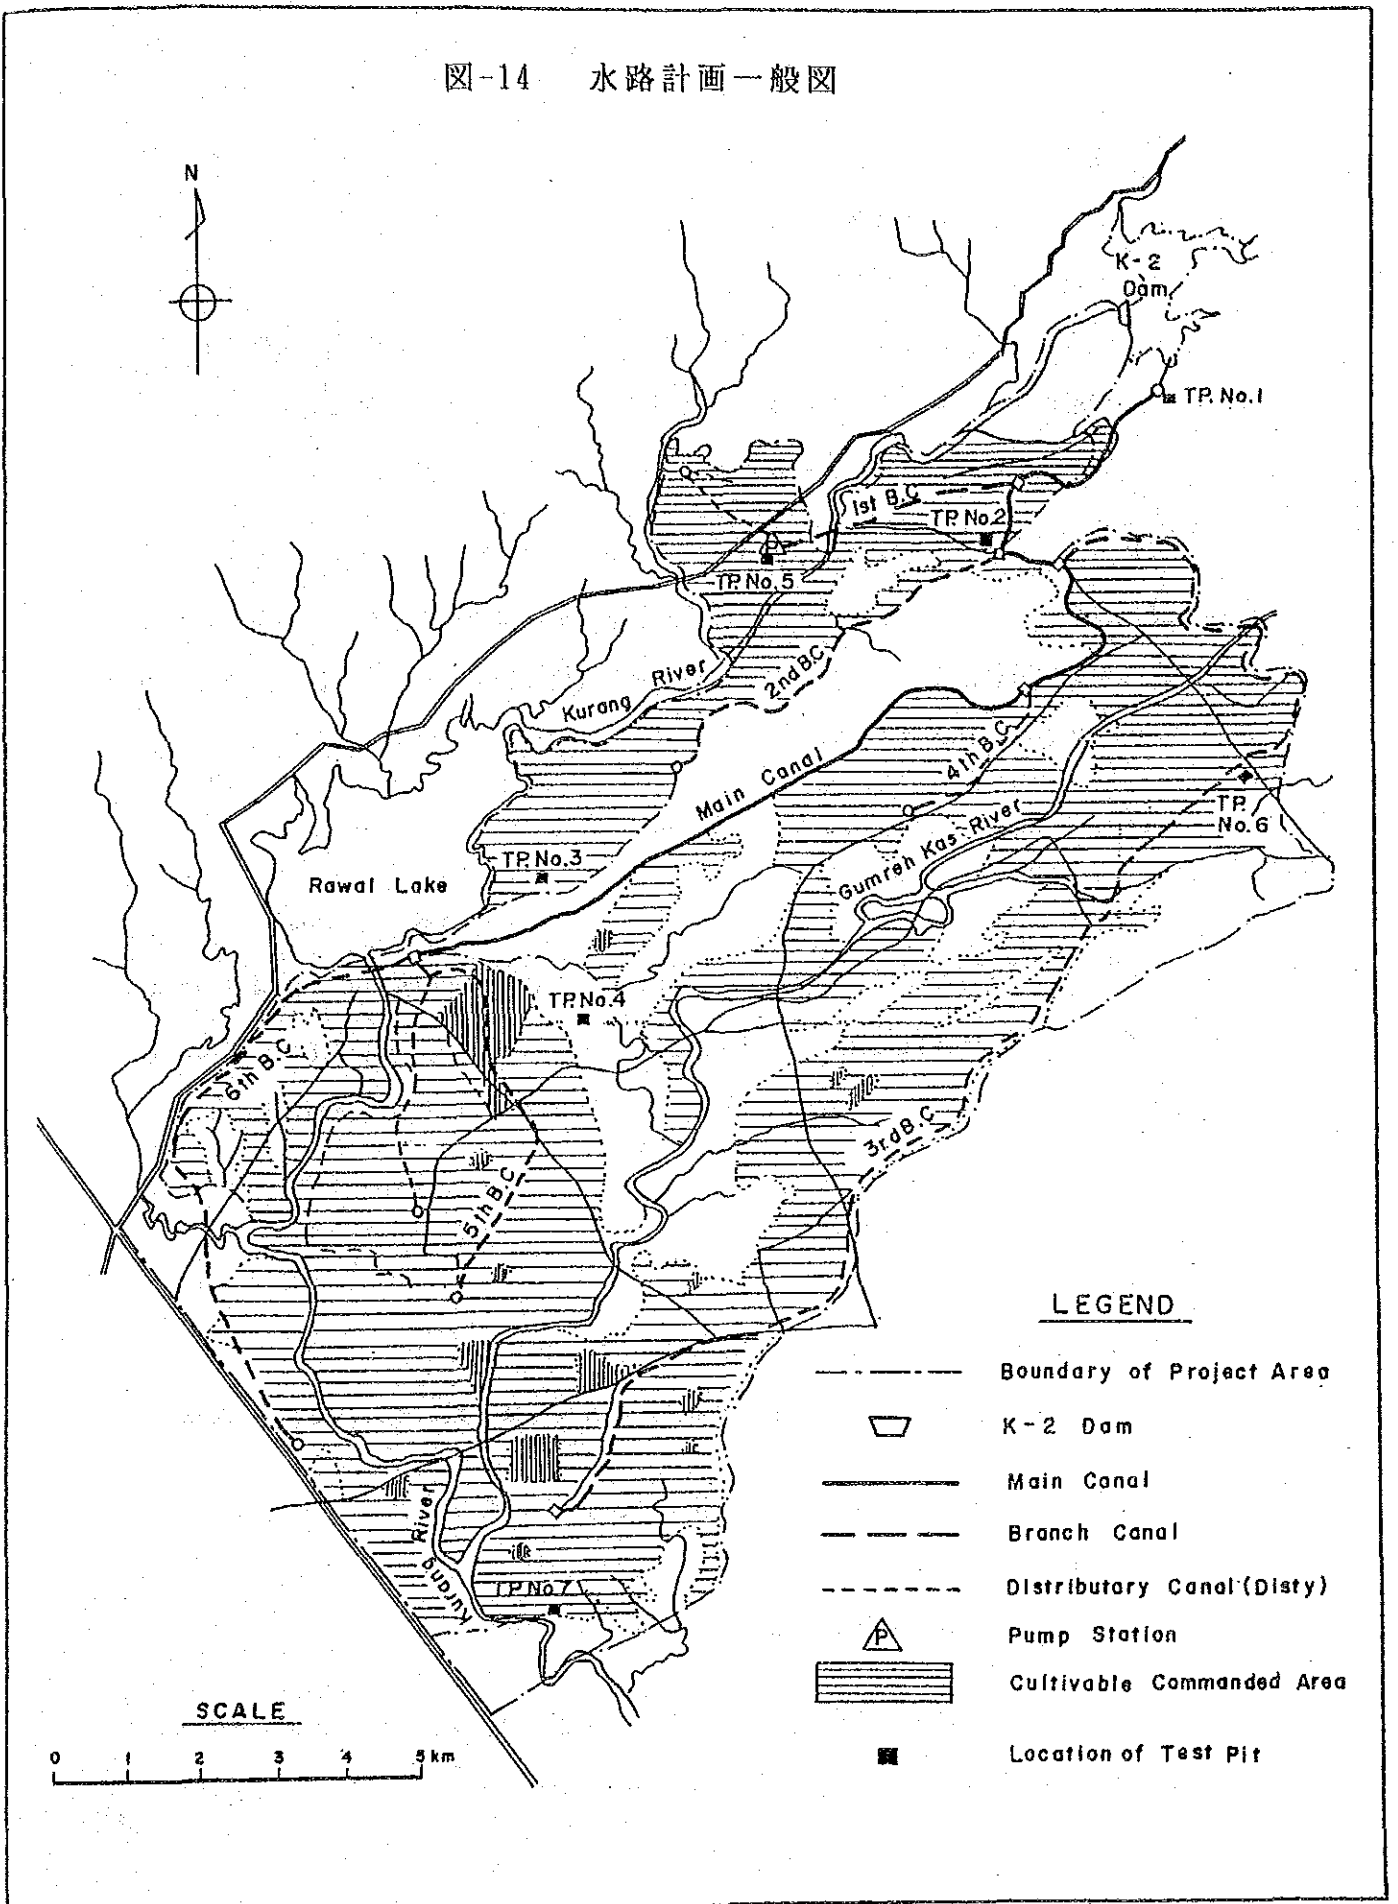 図-14 水路計画一般図
N
K-2
Dam
TP. No.1
1st B.C
TP. No.2
P
TP. No.5
2nd B.C
Kurang River
4th B.C
Main Canal
TP.
No.6
Gumreh Kas River
TP. No.3
Rawal Lake
TP. No.4
6th B.C
3rd B.C
5th B.C
Kurang River
TP. No.7
LEGEND
Boundary of Project Area
K-2 Dam
Main Canal
Branch Canal
Distributary Canal (Disty)
P Pump Station
Cultivable Commanded Area
Location of Test Pit
SCALE
0 1 2 3 4 5 km